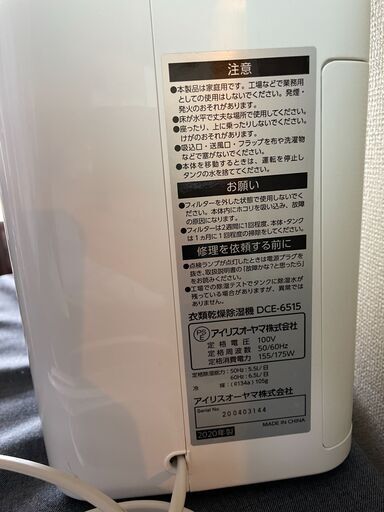 注意
●本製品は家庭用です。工場などで業務用
としての使用はしないでください。発煙・
発火のおそれがあります。
●床が水平で丈夫な場所で使用してください。
●座ったり、上に乗ったりしないでください。
けがのおそれがあります。
●吸込口・送風口・フラップを布や洗濯物
などで塞がないでください。
●本体を移動するときは、運転を停止し
タンクの水を捨ててください。
お願い
●フィルターを外した状態で使用しないでく
ださい。本体内にホコリを吸い込み、故障
の原因になります。
●フィルターは2週間に1回程度、本体・タンク
は1ヵ月に1回程度の掃除をしてください。
修理を依頼する前に
●点検ランプが点灯したときは電源プラグを
抜き、取扱説明書の「故障かな？と思ったら」
をお読みください。
●工場での除湿テストでタンクに除湿水が
残っている場合がありますが、異常ではあ
りません。
衣類乾燥除湿機 DCE-6515
PS
E
アイリスオーヤマ株式会社
定格電圧 100V
定格周波数 50/60Hz
定格消費電力 155/175W
定格除湿能力：50Hz：5.5L/日
60Hz：6.5L/日
冷媒：(R134a) 105g
アイリスオーヤマ株式会社
Serial No. 200403144
2020年製
MADE IN CHINA